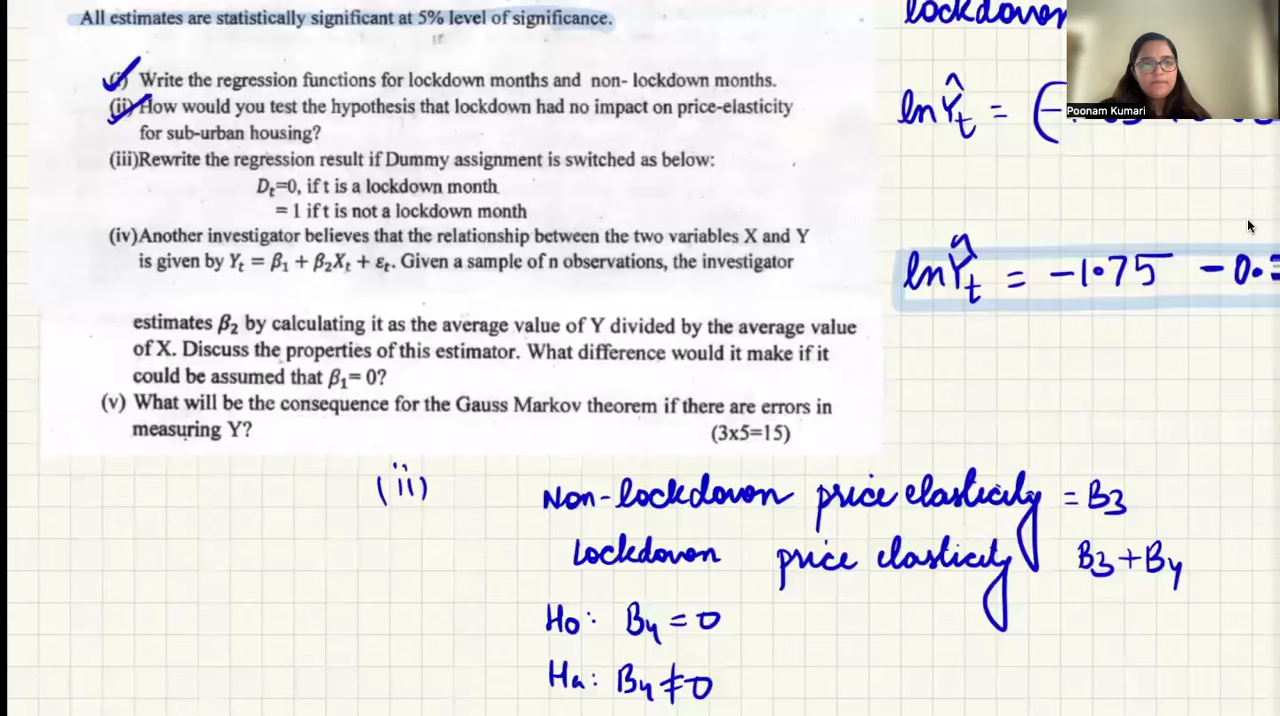 All estimates are statistically significant at 5% level of significance.
(i) Write the regression functions for lockdown months and non- lockdown months.
(ii) How would you test the hypothesis that lockdown had no impact on price-elasticity
for sub-urban housing?
(iii)Rewrite the regression result if Dummy assignment is switched as below:
Dₜ=0, if t is a lockdown month
= 1 if t is not a lockdown month
(iv)Another investigator believes that the relationship between the two variables X and Y
is given by Yₜ = β₁ + β₂Xₜ + εₜ. Given a sample of n observations, the investigator
estimates β₂ by calculating it as the average value of Y divided by the average value
of X. Discuss the properties of this estimator. What difference would it make if it
could be assumed that β₁= 0?
(v) What will be the consequence for the Gauss Markov theorem if there are errors in
measuring Y?
(3x5=15)
Poonam Kumari
ln Ŷₜ = (
ln Ŷₜ = -1.75 -0.
(ii)
Non-lockdown price elasticity = B3
Lockdown price elasticity B3+B4
Ho: B4 = 0
Ha: B4 ≠ 0